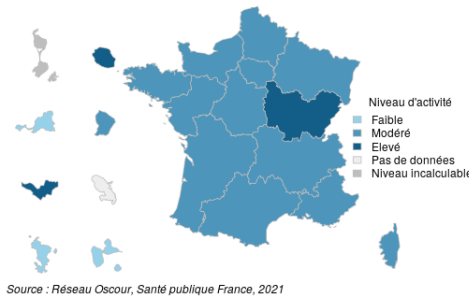 Niveau d'activité
Faible
Modéré
Elevé
Pas de données
Niveau incalculable
Source : Réseau Oscour, Santé publique France, 2021